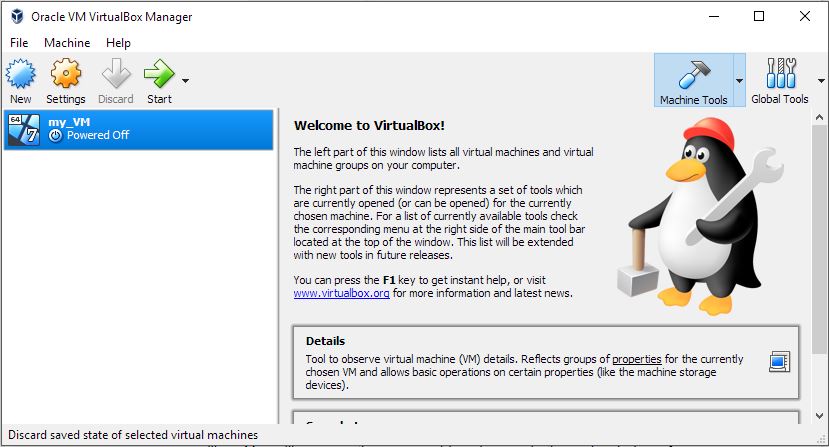 Oracle VM VirtualBox Manager
File Machine Help
New Settings Discard Start Machine Tools Global Tools
64
7
my_VM
Powered Off
Welcome to VirtualBox!
The left part of this window lists all virtual machines and virtual
machine groups on your computer.
The right part of this window represents a set of tools which
are currently opened (or can be opened) for the currently
chosen machine. For a list of currently available tools check
the corresponding menu at the right side of the main tool bar
located at the top of the window. This list will be extended
with new tools in future releases.
You can press the F1 key to get instant help, or visit
www.virtualbox.org for more information and latest news.
Details
Tool to observe virtual machine (VM) details. Reflects groups of properties for the currently
chosen VM and allows basic operations on certain properties (like the machine storage
devices).
Discard saved state of selected virtual machines